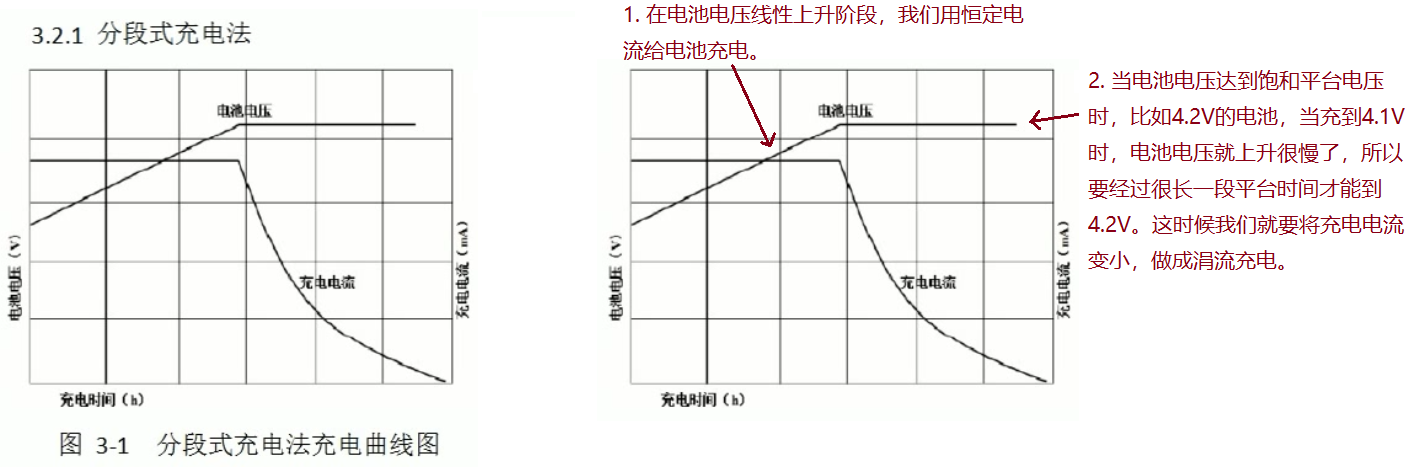 3.2.1 分段式充电法
电池电压
充电电流
电池电压（V）
充电电流（mA）
充电时间（h）
图 3-1 分段式充电法充电曲线图
1. 在电池电压线性上升阶段，我们用恒定电
流给电池充电。
电池电压
充电电流
电池电压（V）
充电电流（mA）
充电时间（h）
2. 当电池电压达到饱和平台电压
时，比如4.2V的电池，当充到4.1V
时，电池电压就上升很慢了，所以
要经过很长一段平台时间才能到
4.2V。这时候我们就要将充电电流
变小，做成涓流充电。